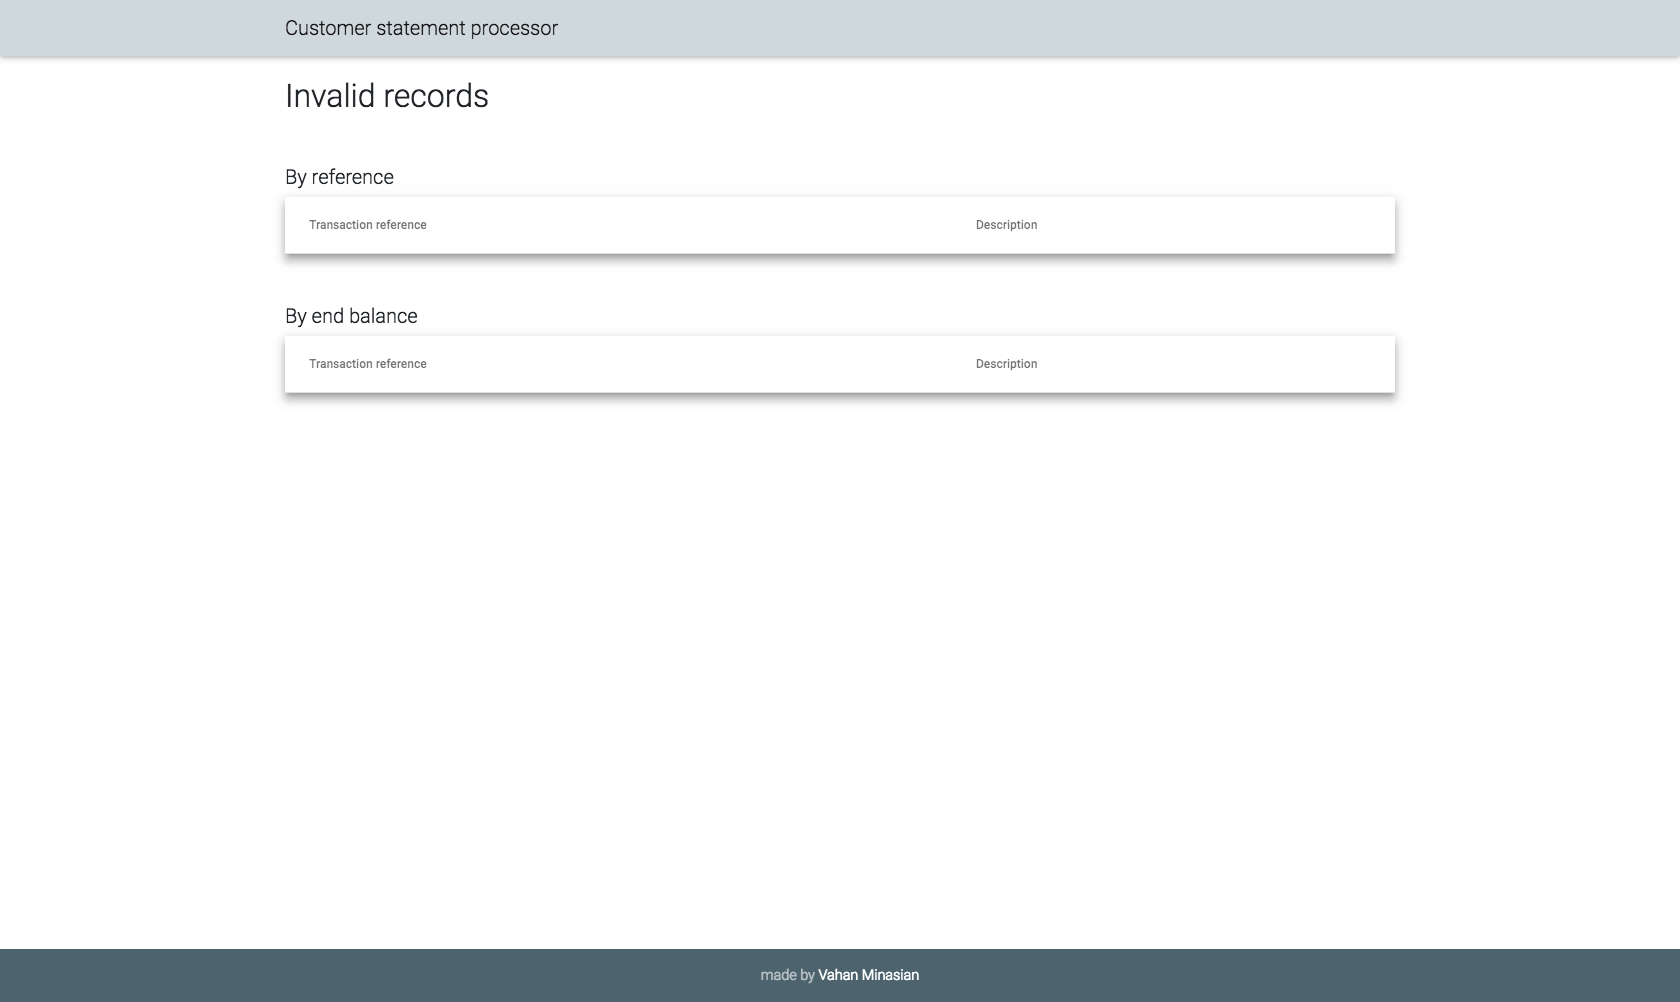 Customer statement processor
Invalid records
By reference
Transaction reference Description
By end balance
Transaction reference Description
made by Vahan Minasian